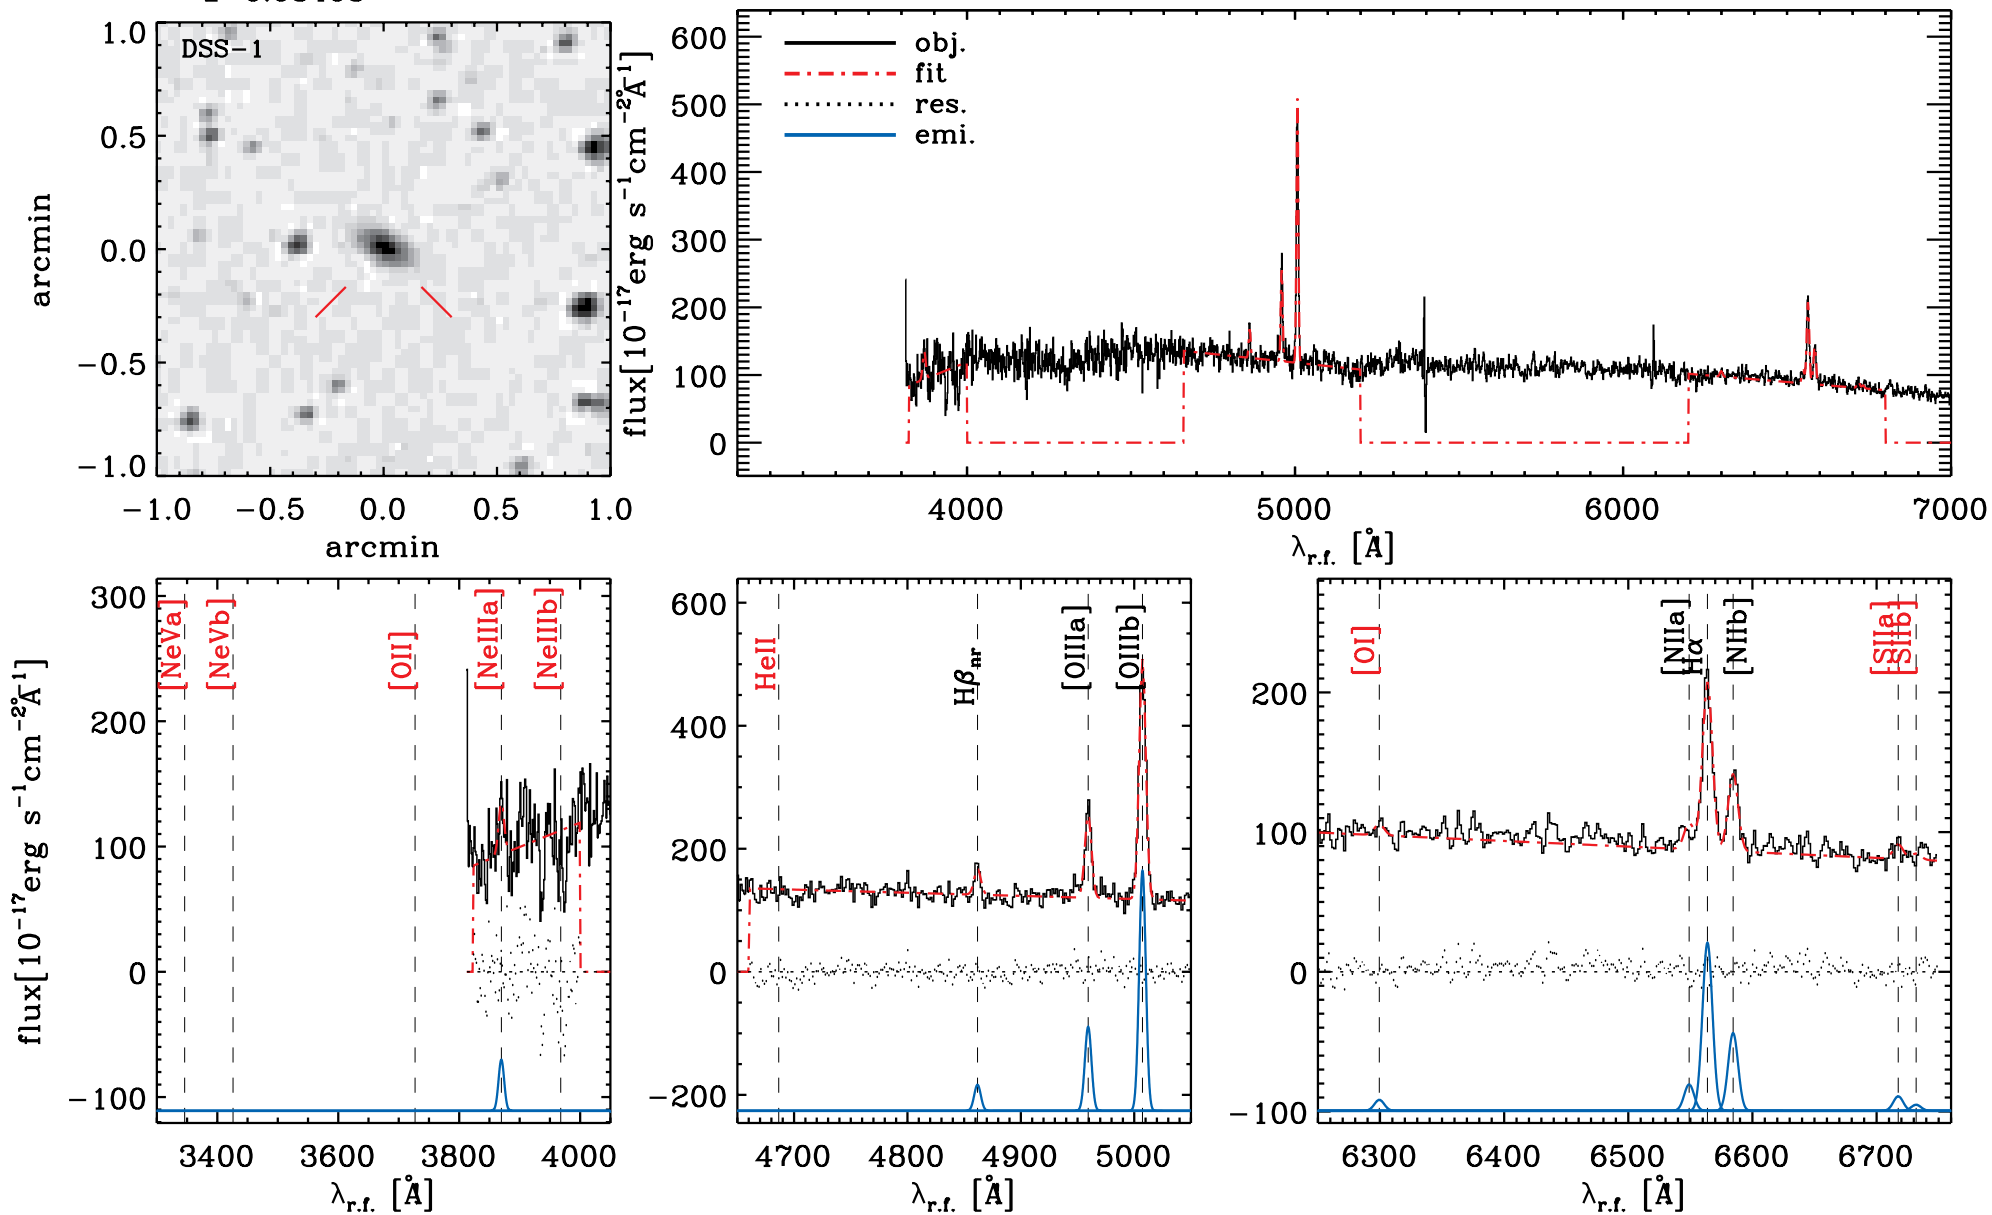 DSS-1
1.0
0.5
0.0
-0.5
-1.0
arcmin
-1.0 -0.5 0.0 0.5 1.0
arcmin
obj.
fit
res.
emi.
600
500
400
300
200
100
0
flux[10⁻¹⁷erg s⁻¹cm⁻²Å⁻¹]
4000 5000 6000 7000
λr.f. [Å]
[NeVa] [NeVb] [OII] [NeIIIa] [NeIIIb]
300
200
100
0
-100
flux[10⁻¹⁷erg s⁻¹cm⁻²Å⁻¹]
3400 3600 3800 4000
λr.f. [Å]
HeII Hβnr [OIIIa] [OIIIb]
600
400
200
0
-200
4700 4800 4900 5000
λr.f. [Å]
[OI] [NIIa] Hα [NIIb] [SIIa] [SIIb]
200
100
0
-100
6300 6400 6500 6600 6700
λr.f. [Å]